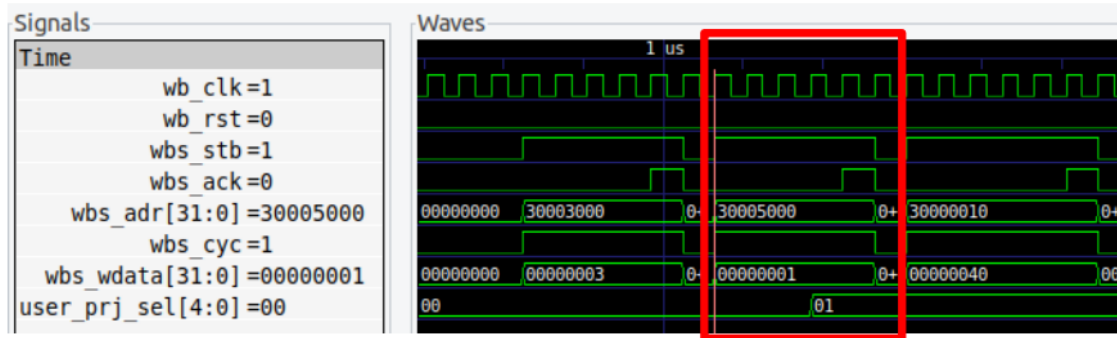 Signals
Waves
Time
1 us
wb_clk=1
wb_rst=0
wbs_stb=1
wbs_ack=0
wbs_adr[31:0]=30005000 00000000 30003000 0+ 30005000 0+ 30000010 0+
wbs_cyc=1
wbs_wdata[31:0]=00000001 00000000 00000003 0+ 00000001 0+ 00000040 00
user_prj_sel[4:0]=00 00 01